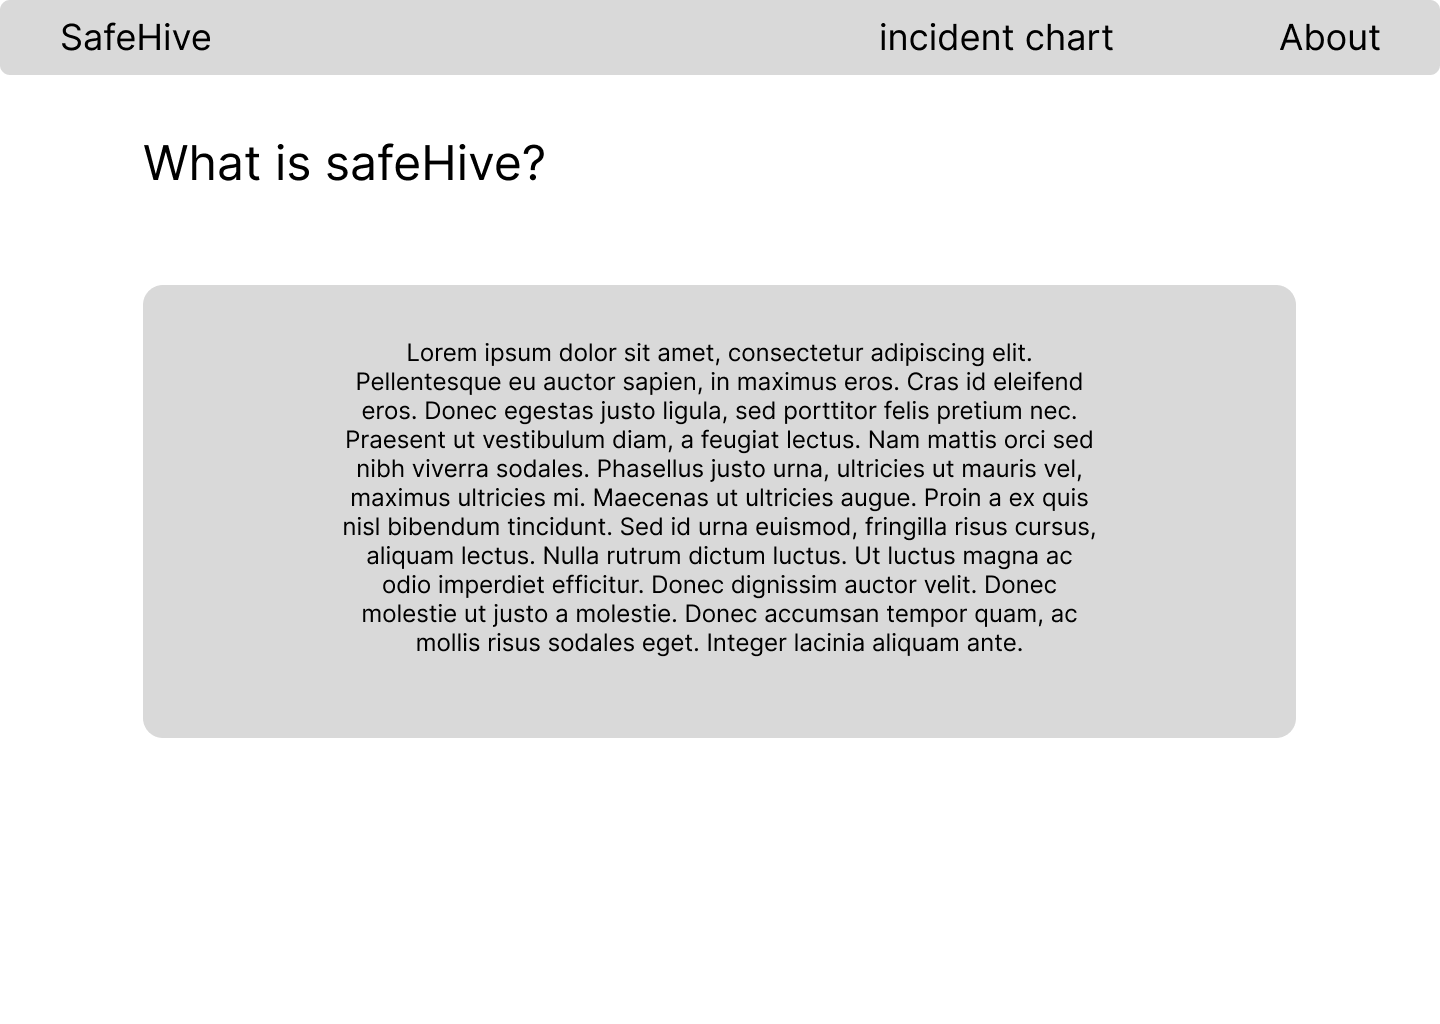 SafeHive incident chart About
What is safeHive?
Lorem ipsum dolor sit amet, consectetur adipiscing elit.
Pellentesque eu auctor sapien, in maximus eros. Cras id eleifend
eros. Donec egestas justo ligula, sed porttitor felis pretium nec.
Praesent ut vestibulum diam, a feugiat lectus. Nam mattis orci sed
nibh viverra sodales. Phasellus justo urna, ultricies ut mauris vel,
maximus ultricies mi. Maecenas ut ultricies augue. Proin a ex quis
nisl bibendum tincidunt. Sed id urna euismod, fringilla risus cursus,
aliquam lectus. Nulla rutrum dictum luctus. Ut luctus magna ac
odio imperdiet efficitur. Donec dignissim auctor velit. Donec
molestie ut justo a molestie. Donec accumsan tempor quam, ac
mollis risus sodales eget. Integer lacinia aliquam ante.